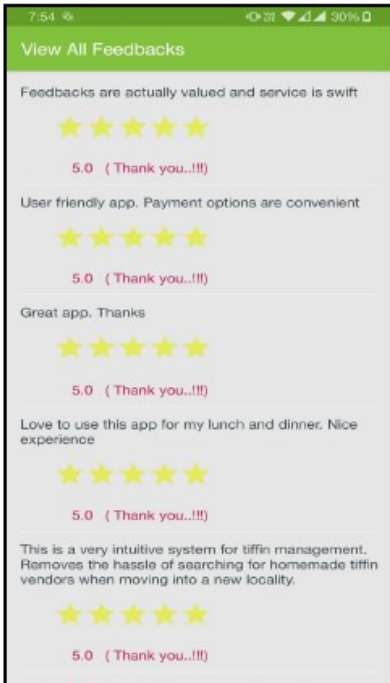 7:54
30%
View All Feedbacks
Feedbacks are actually valued and service is swift
5.0 ( Thank you..!!!)
User friendly app. Payment options are convenient
5.0 ( Thank you..!!!)
Great app. Thanks
5.0 ( Thank you..!!!)
Love to use this app for my lunch and dinner. Nice
experience
5.0 ( Thank you..!!!)
This is a very intuitive system for tiffin management.
Removes the hassle of searching for homemade tiffin
vendors when moving into a new locality.
5.0 ( Thank you..!!!)